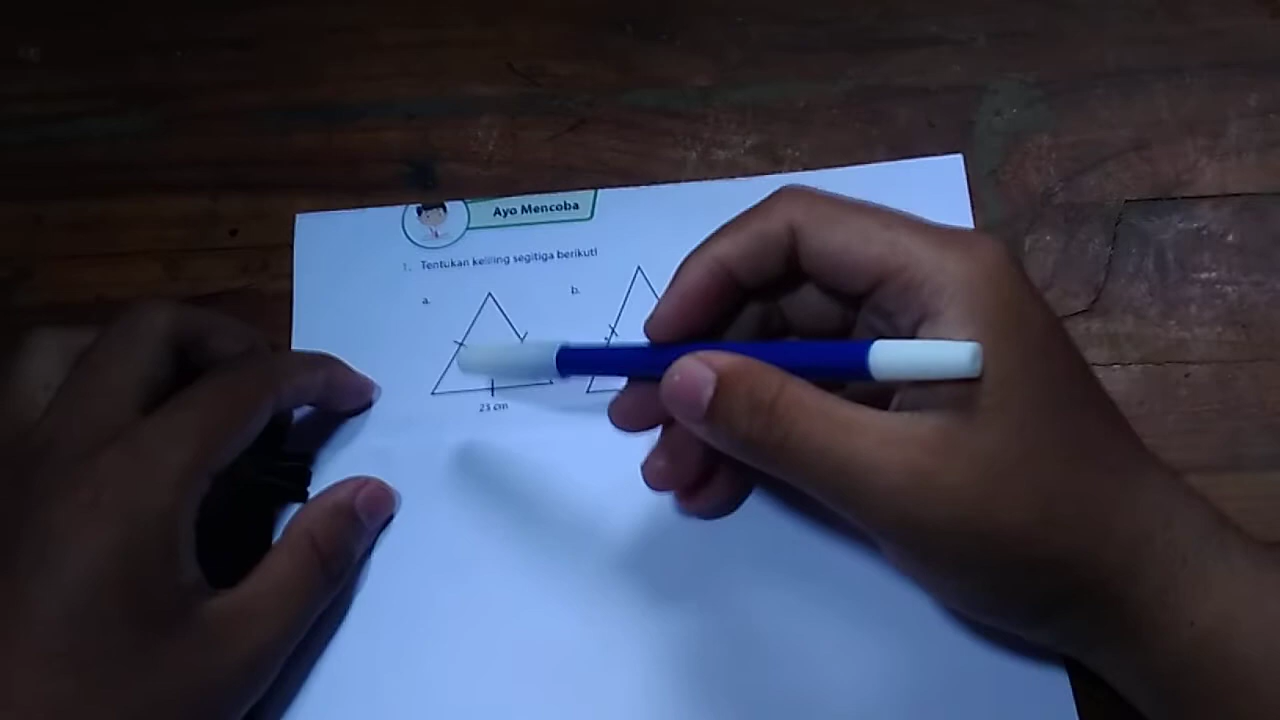 Ayo Mencoba
1. Tentukan keliling segitiga berikut!
a.
b.
23 cm